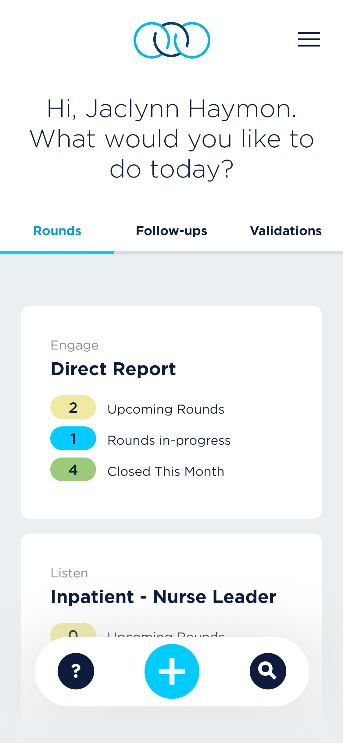 Hi, Jaclynn Haymon.
What would you like to
do today?
Rounds Follow-ups Validations
Engage
Direct Report
2 Upcoming Rounds
1 Rounds in-progress
4 Closed This Month
Listen
Inpatient - Nurse Leader
0 Upcoming Rounds
? +